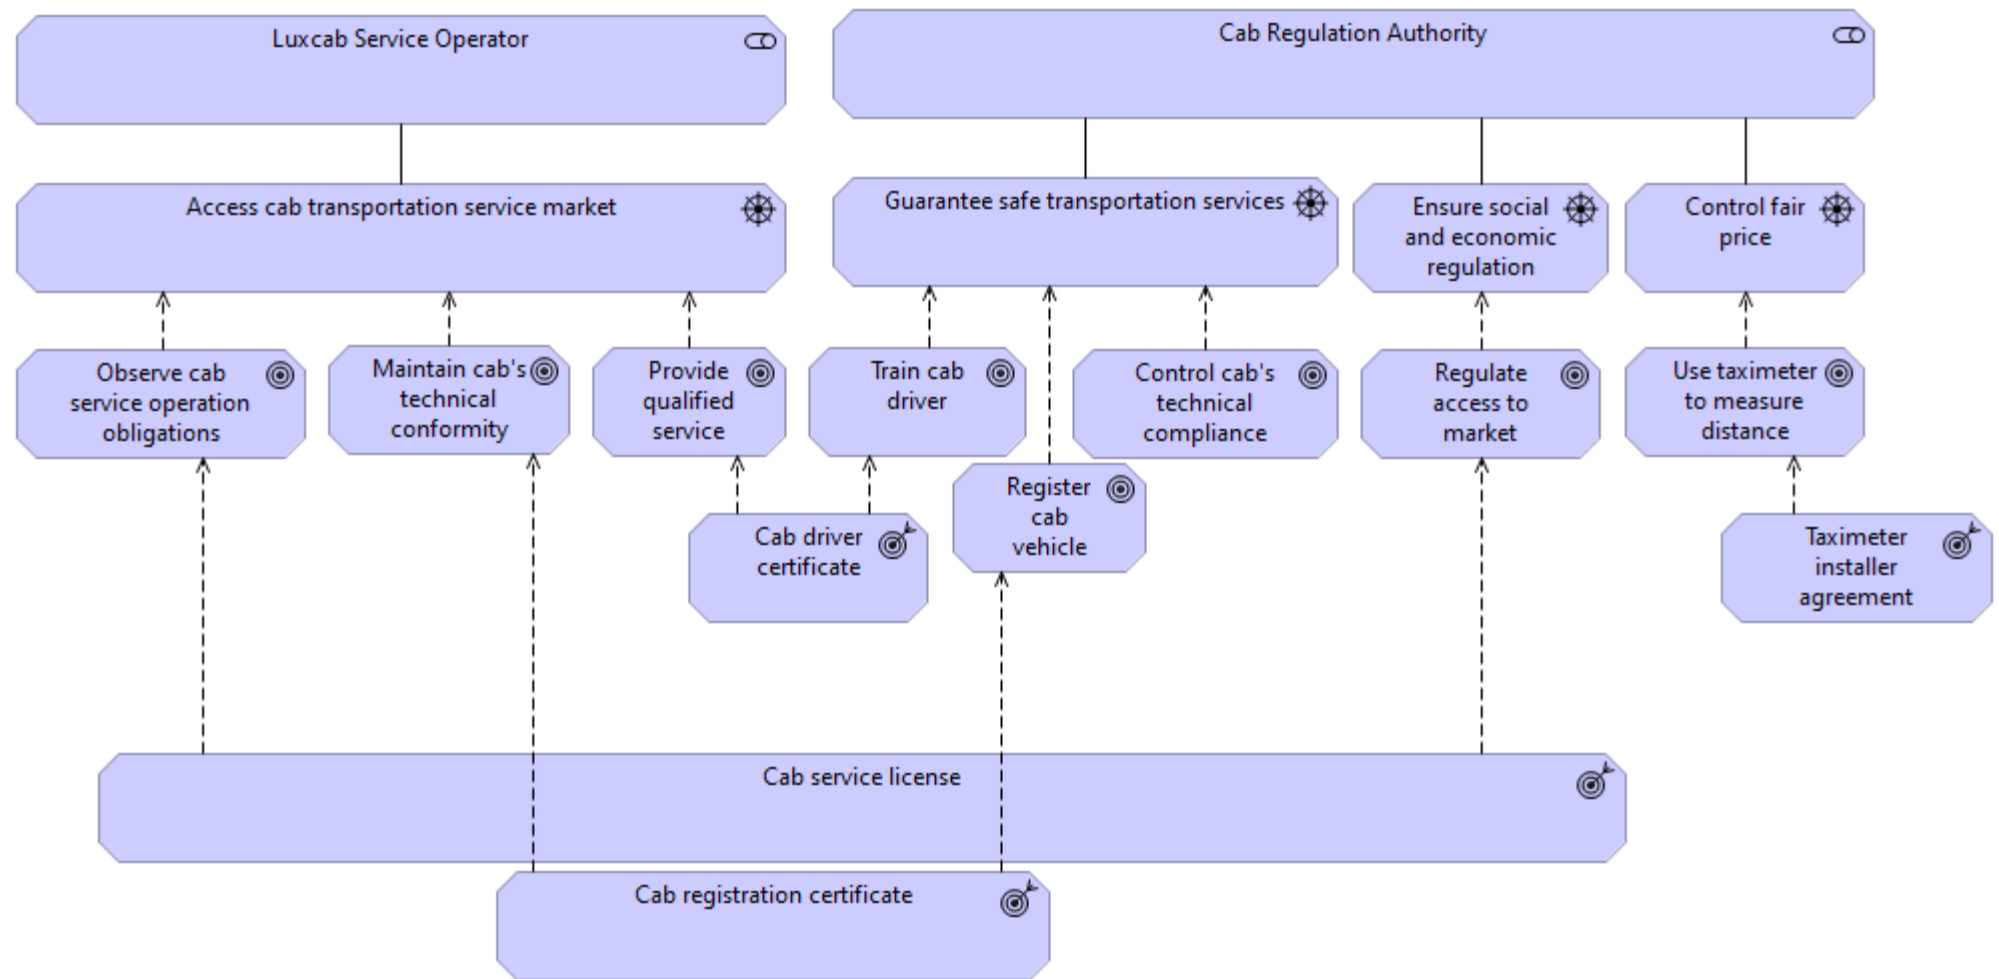 Luxcab Service Operator
Cab Regulation Authority
Access cab transportation service market
Guarantee safe transportation services
Ensure social
and economic
regulation
Control fair
price
Observe cab
service operation
obligations
Maintain cab's
technical
conformity
Provide
qualified
service
Train cab
driver
Control cab's
technical
compliance
Regulate
access to
market
Use taximeter
to measure
distance
Register
cab
vehicle
Cab driver
certificate
Taximeter
installer
agreement
Cab service license
Cab registration certificate